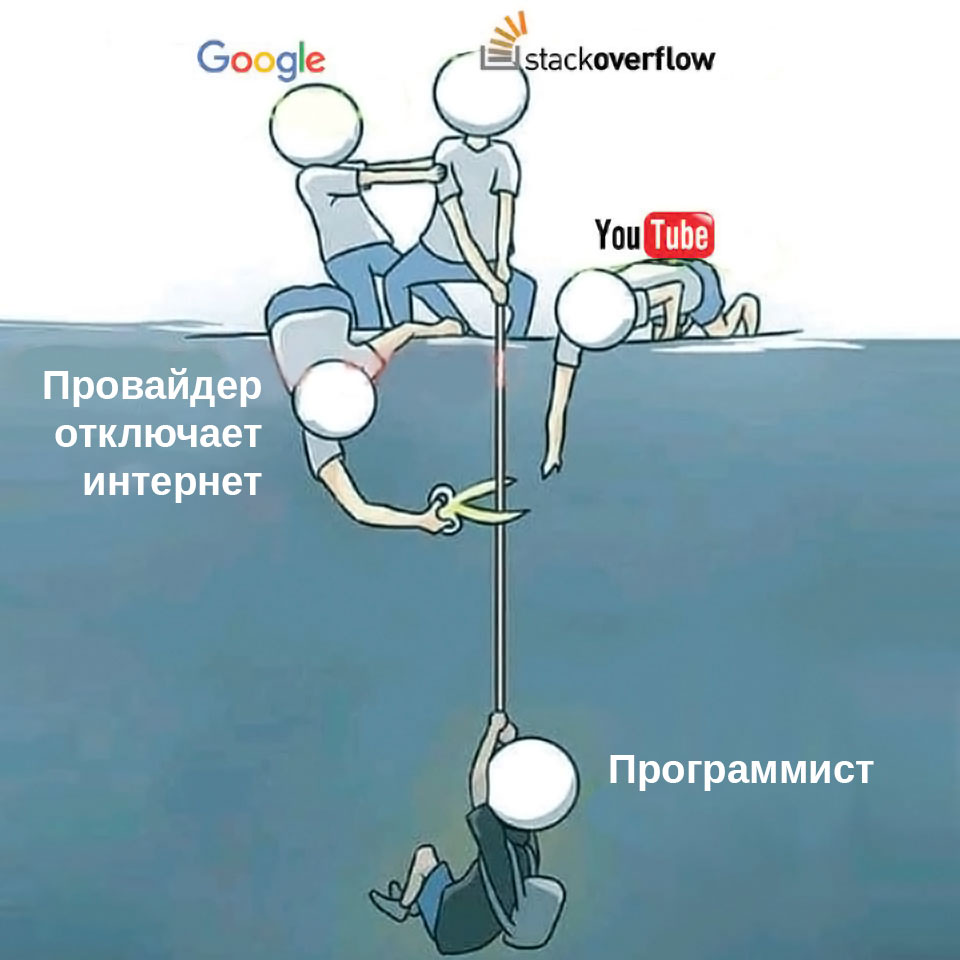 Google
stackoverflow
YouTube
Провайдер
отключает
интернет
Программист